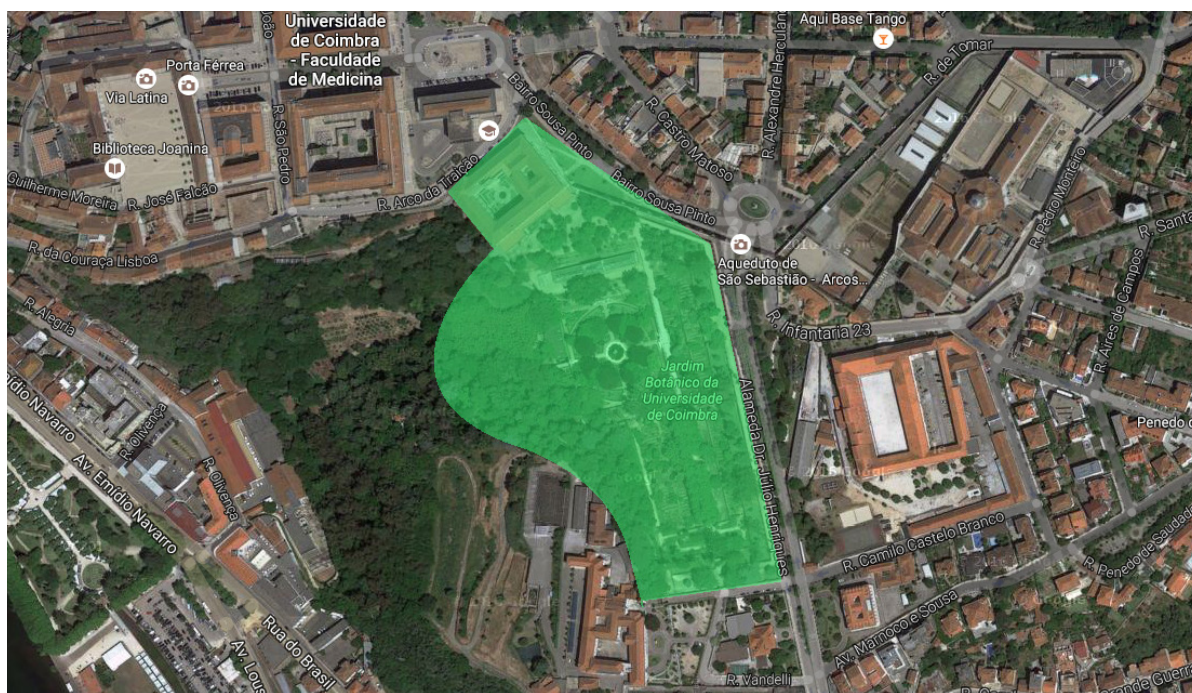 Universidade
de Coimbra
- Faculdade
de Medicina
Porta Férrea
Via Latina
Biblioteca Joanina
Guilherme Moreira
R. José Falcão
R. São Pedro
R. Arco da Traição
R. da Couraça Lisboa
R. Alegria
R. Olivença
R. Olivença
Av. Emídio Navarro
Rua do Brasil
Bairro Sousa Pinto
Bairro Sousa Pinto
R. Castro Matoso
R. Alexandre Herculano
Aqui Base Tango
R. de Tomar
R. Pedro Monteiro
R. Aires de Campos
Aqueduto de
São Sebastião - Arcos...
R. Infantaria 23
Jardim
Botânico da
Universidade
de Coimbra
Alameda Dr. Júlio Henriques
R. Camilo Castelo Branco
Av. Marnoco e Sousa
R. Penedo de Saudade
R. Vandelli